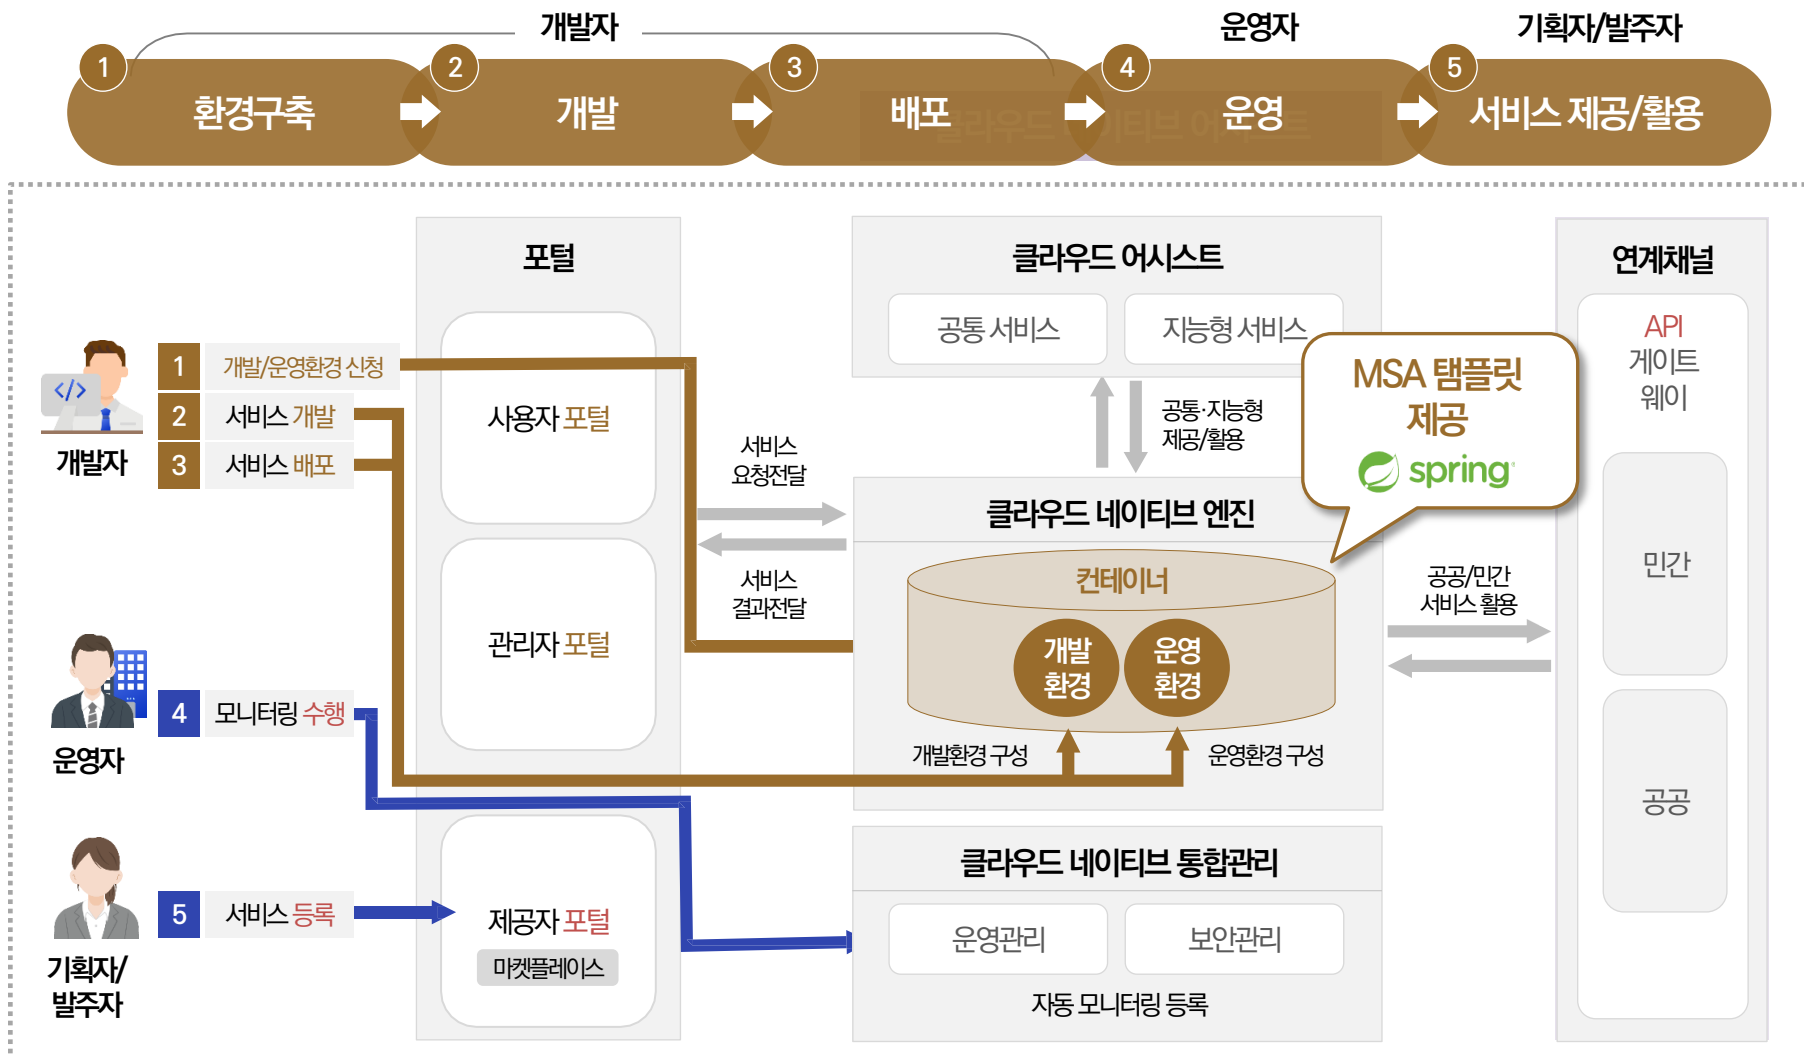 개발자
운영자
기획자/발주자
1
환경구축
2
개발
3
배포
4
운영
5
서비스 제공/활용
포털
사용자 포털
관리자 포털
제공자 포털
마켓플레이스
개발자
1
개발/운영환경 신청
2
서비스 개발
3
서비스 배포
운영자
4
모니터링 수행
기획자/
발주자
5
서비스 등록
서비스
요청전달
서비스
결과전달
클라우드 어시스트
공통 서비스
지능형 서비스
공통·지능형
제공/활용
MSA 탬플릿
제공
spring
클라우드 네이티브 엔진
컨테이너
개발
환경
운영
환경
개발환경 구성
운영환경 구성
클라우드 네이티브 통합관리
운영관리
보안관리
자동 모니터링 등록
공공/민간
서비스 활용
연계채널
API
게이트
웨이
민간
공공